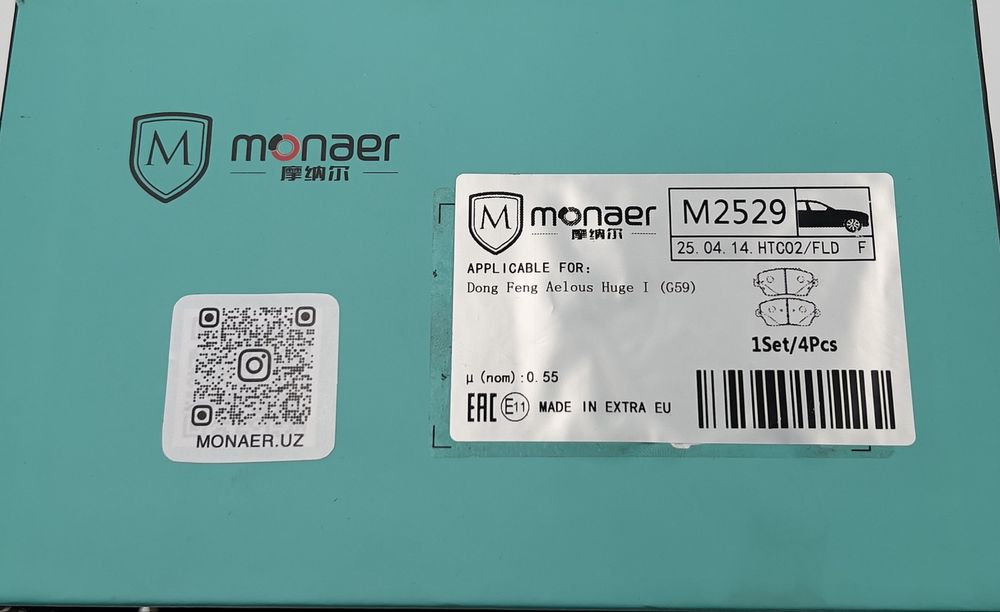 M
monaer
摩纳尔
MONAER.UZ
M
monaer
摩纳尔
M2529
25.04.14.HTC02/FLD F
APPLICABLE FOR:
Dong Feng Aelous Huge I (G59)
1Set/4Pcs
μ(nom):0.55
EAC E11 MADE IN EXTRA EU